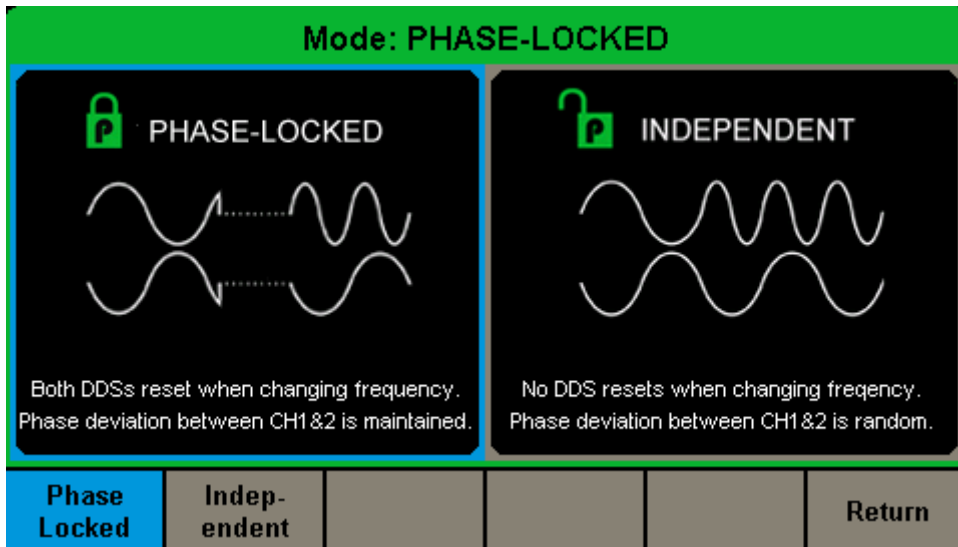 Mode: PHASE-LOCKED
P PHASE-LOCKED
Both DDSs reset when changing frequency.
Phase deviation between CH1&2 is maintained.
P INDEPENDENT
No DDS resets when changing freqency.
Phase deviation between CH1&2 is random.
Phase
Locked
Indep-
endent
Return